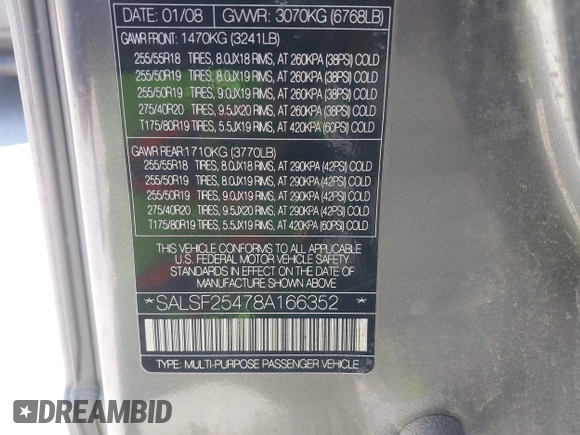 DATE: 01/08 GVWR: 3070KG (6768LB)
GAWR FRONT: 1470KG (3241LB)
255/55R18 TIRES, 8.0JX18 RIMS, AT 260KPA (38PSI) COLD
255/50R19 TIRES, 8.0JX19 RIMS, AT 260KPA (38PSI) COLD
255/50R19 TIRES, 9.0JX19 RIMS, AT 260KPA (38PSI) COLD
275/40R20 TIRES, 9.5JX20 RIMS, AT 260KPA (38PSI) COLD
T175/80R19 TIRES, 5.5JX19 RIMS, AT 420KPA (60PSI) COLD
GAWR REAR: 1710KG (3770LB)
255/55R18 TIRES, 8.0JX18 RIMS, AT 290KPA (42PSI) COLD
255/50R19 TIRES, 8.0JX19 RIMS, AT 290KPA (42PSI) COLD
255/50R19 TIRES, 9.0JX19 RIMS, AT 290KPA (42PSI) COLD
275/40R20 TIRES, 9.5JX20 RIMS, AT 290KPA (42PSI) COLD
T175/80R19 TIRES, 5.5JX19 RIMS, AT 420KPA (60PSI) COLD
THIS VEHICLE CONFORMS TO ALL APPLICABLE
U.S. FEDERAL MOTOR VEHICLE SAFETY
STANDARDS IN EFFECT ON THE DATE OF
MANUFACTURE SHOWN ABOVE
*SALSF25478A166352 *
TYPE: MULTI-PURPOSE PASSENGER VEHICLE
DREAMBID